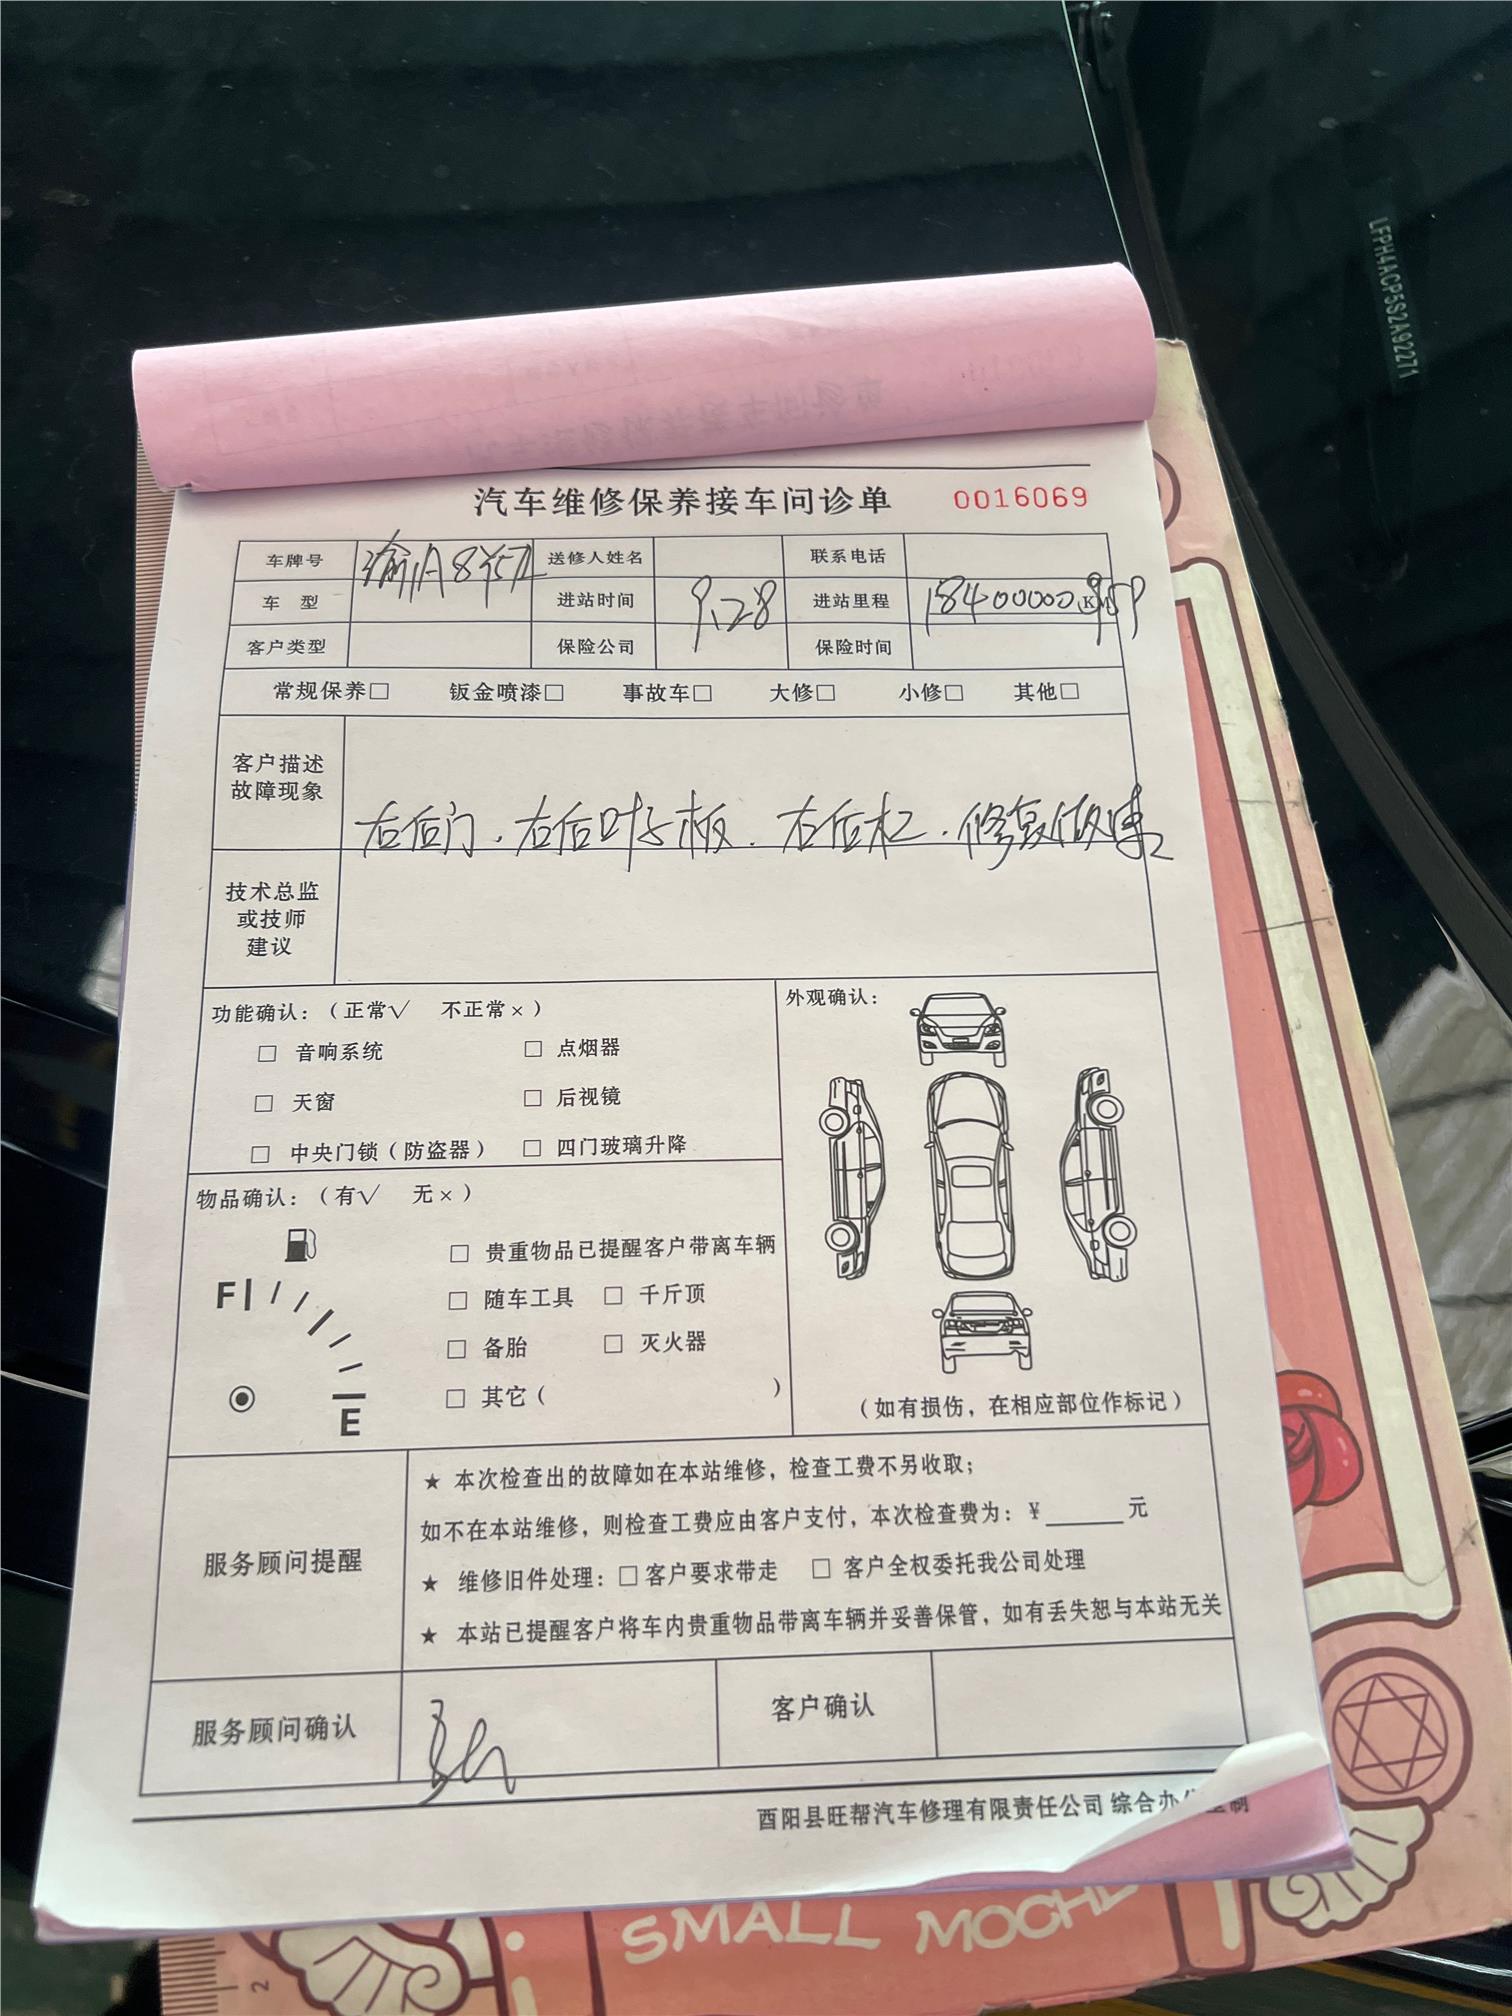 LFPH4ACP5S2A92271
汽车维修保养接车问诊单 0016069
车牌号 渝A8 送修人姓名 联系电话
车 型 进站时间 9.28 进站里程 18400000959 KM
客户类型 保险公司 保险时间
常规保养□ 钣金喷漆□ 事故车□ 大修□ 小修□ 其他□
客户描述
故障现象
右后门、右后叶子板、右后杠、修复做漆
技术总监
或技师
建议
功能确认：（正常√ 不正常×）
□ 音响系统 □ 点烟器
□ 天窗 □ 后视镜
□ 中央门锁（防盗器） □ 四门玻璃升降
外观确认：
（如有损伤，在相应部位作标记）
物品确认：（有√ 无×）
F
E
□ 贵重物品已提醒客户带离车辆
□ 随车工具 □ 千斤顶
□ 备胎 □ 灭火器
□ 其它（ ）
服务顾问提醒
★ 本次检查出的故障如在本站维修，检查工费不另收取；
如不在本站维修，则检查工费应由客户支付，本次检查费为：¥______元
★ 维修旧件处理：□客户要求带走 □ 客户全权委托我公司处理
★ 本站已提醒客户将车内贵重物品带离车辆并妥善保管，如有丢失恕与本站无关
服务顾问确认 客户确认
酉阳县旺帮汽车修理有限责任公司 综合办 制
SMALL MOCHE
2